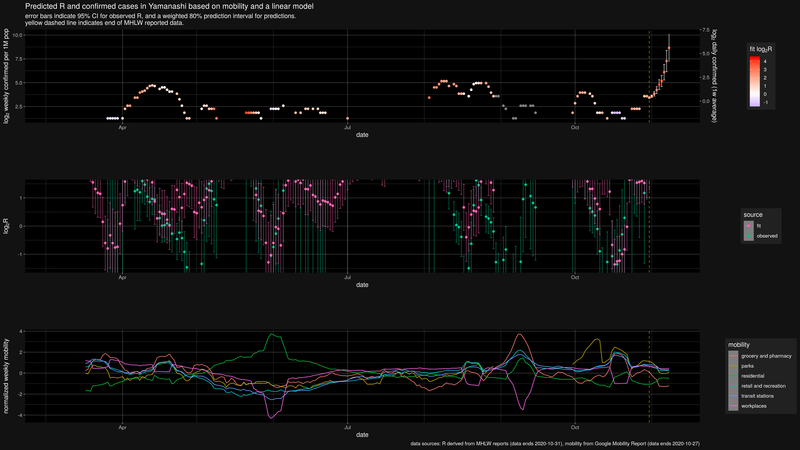 Predicted R and confirmed cases in Yamanashi based on mobility and a linear model
error bars indicate 95% CI for observed R, and a weighted 80% prediction interval for predictions.
yellow dashed line indicates end of MHLW reported data.
log₂ weekly confirmed per 1M pop
10.0
7.5
5.0
2.5
7.5
5.0
2.5
0.0
log₂ daily confirmed (1w average)
Apr
Jul
Oct
date
fit log₂R
4
3
2
1
0
-1
log₂R
1
0
-1
Apr
Jul
Oct
date
source
fit
observed
normalised weekly mobility
4
2
0
-2
-4
Apr
Jul
Oct
date
mobility
grocery and pharmacy
parks
residential
retail and recreation
transit stations
workplaces
data sources: R derived from MHLW reports (data ends 2020-10-31), mobility from Google Mobility Report (data ends 2020-10-27)